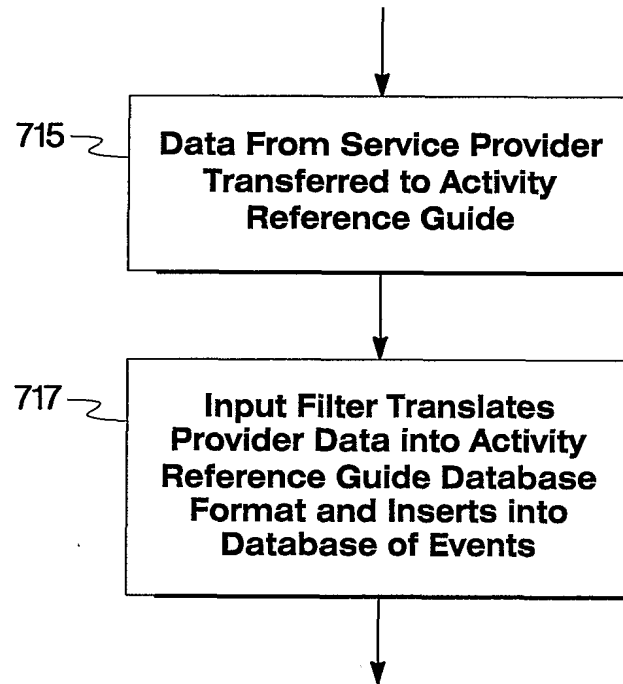 715
Data From Service Provider
Transferred to Activity
Reference Guide
717
Input Filter Translates
Provider Data into Activity
Reference Guide Database
Format and Inserts into
Database of Events